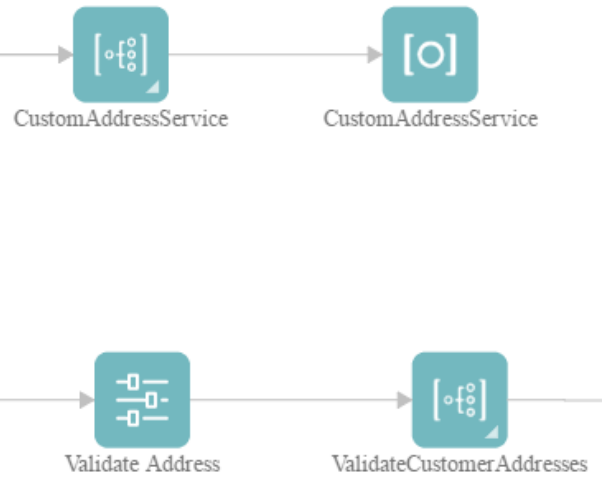 CustomAddressService
CustomAddressService
Validate Address
ValidateCustomerAddresses